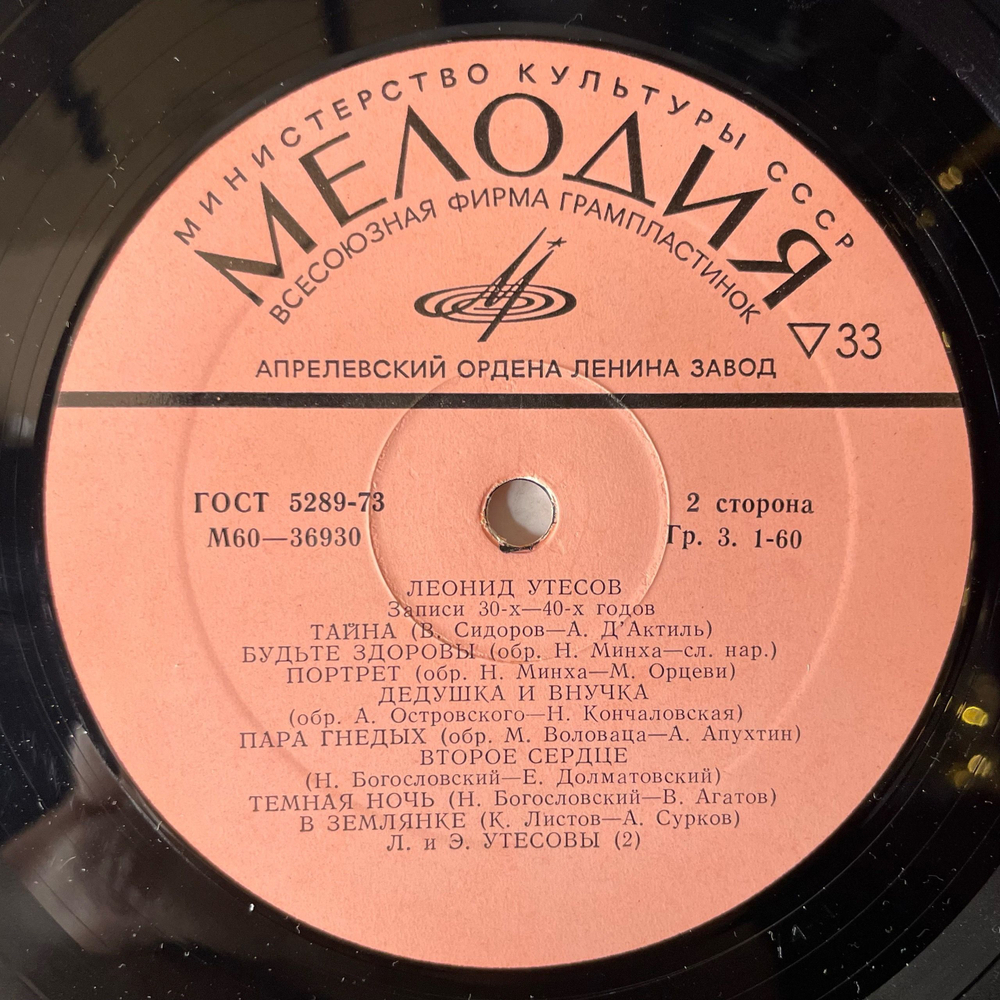 МИНИСТЕРСТВО КУЛЬТУРЫ СССР
МЕЛОДИЯ
ВСЕСОЮЗНАЯ ФИРМА ГРАМПЛАСТИНОК
33
АПРЕЛЕВСКИЙ ОРДЕНА ЛЕНИНА ЗАВОД
ГОСТ 5289-73
М60—36930
2 сторона
Гр. 3. 1-60
ЛЕОНИД УТЕСОВ
Записи 30-х—40-х годов
ТАЙНА (В. Сидоров—А. Д'Актиль)
БУДЬТЕ ЗДОРОВЫ (обр. Н. Минха—сл. нар.)
ПОРТРЕТ (обр. Н. Минха—М. Орцеви)
ДЕДУШКА И ВНУЧКА
(обр. А. Островского—Н. Кончаловская)
ПАРА ГНЕДЫХ (обр. М. Воловаца—А. Апухтин)
ВТОРОЕ СЕРДЦЕ
(Н. Богословский—Е. Долматовский)
ТЕМНАЯ НОЧЬ (Н. Богословский—В. Агатов)
В ЗЕМЛЯНКЕ (К. Листов—А. Сурков)
Л. и Э. УТЕСОВЫ (2)